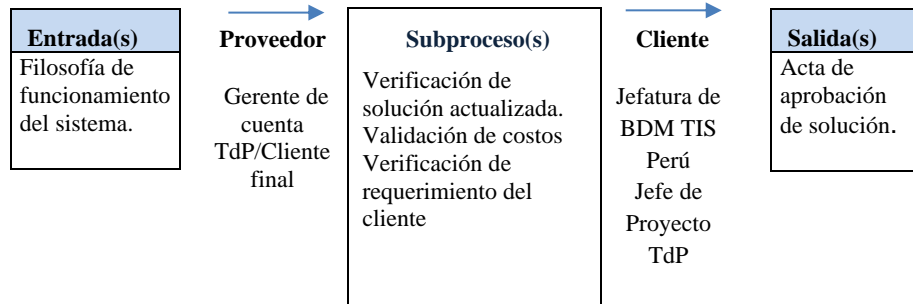 Entrada(s)
Filosofía de
funcionamiento
del sistema.
Proveedor
Gerente de
cuenta
TdP/Cliente
final
Subproceso(s)
Verificación de
solución actualizada.
Validación de costos
Verificación de
requerimiento del
cliente
Cliente
Jefatura de
BDM TIS
Perú
Jefe de
Proyecto
TdP
Salida(s)
Acta de
aprobación
de solución.